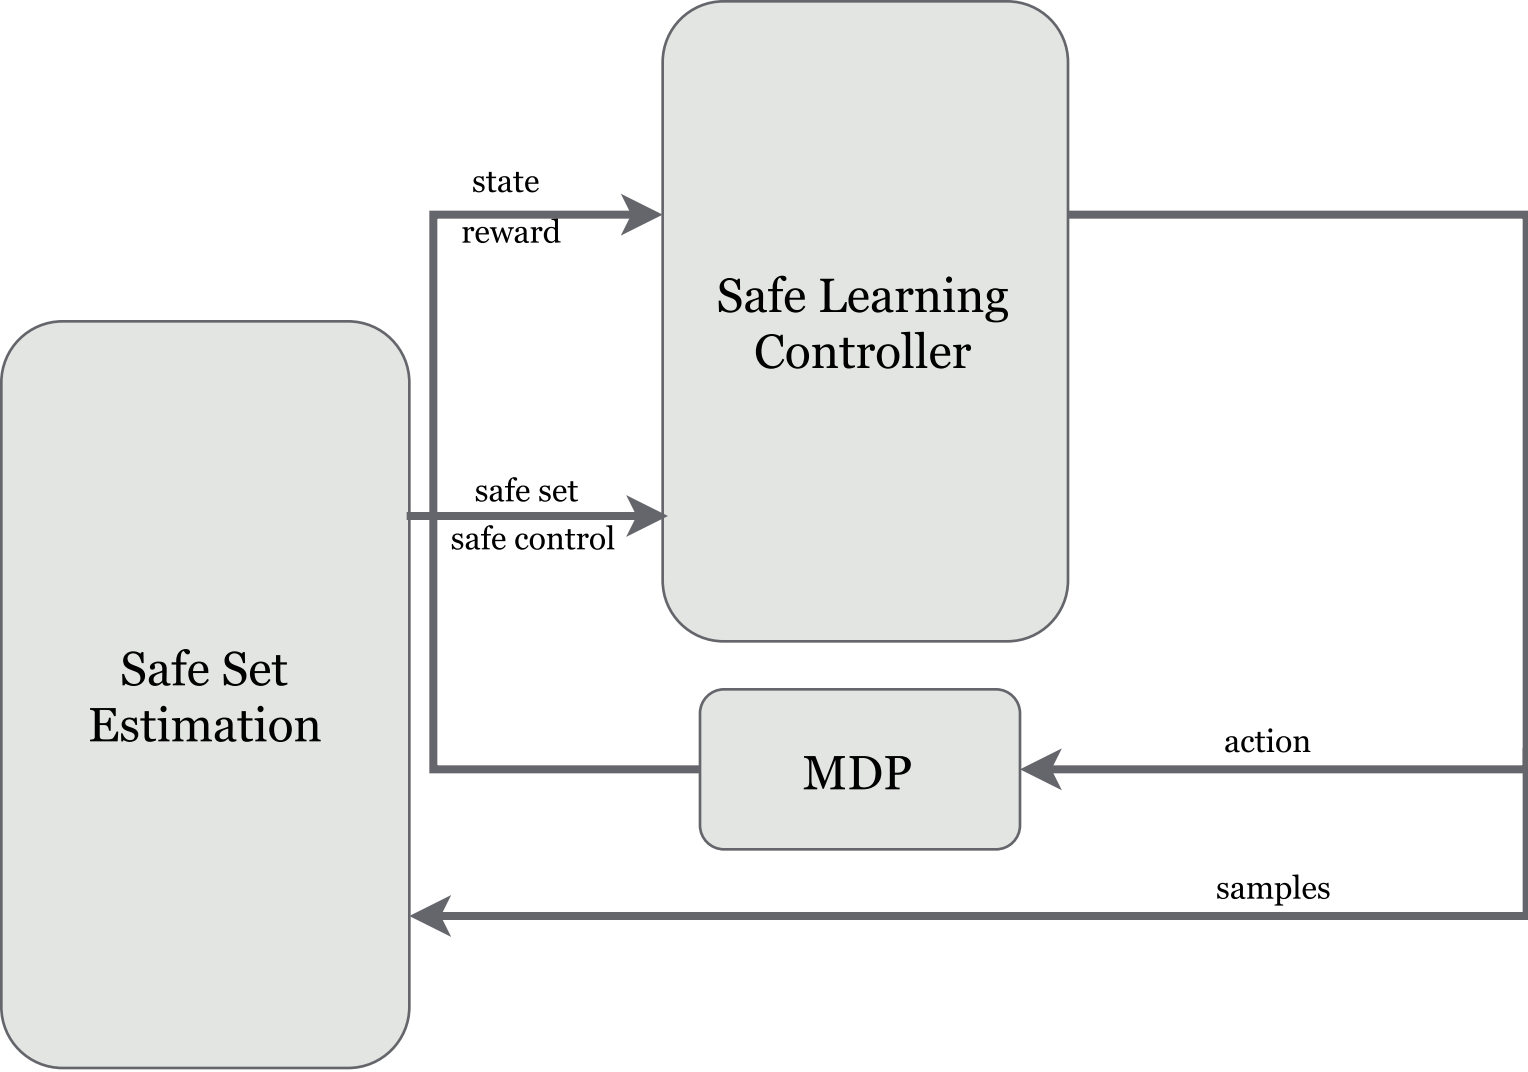 state
reward
Safe Learning
Controller
safe set
safe control
Safe Set
Estimation
MDP
action
samples